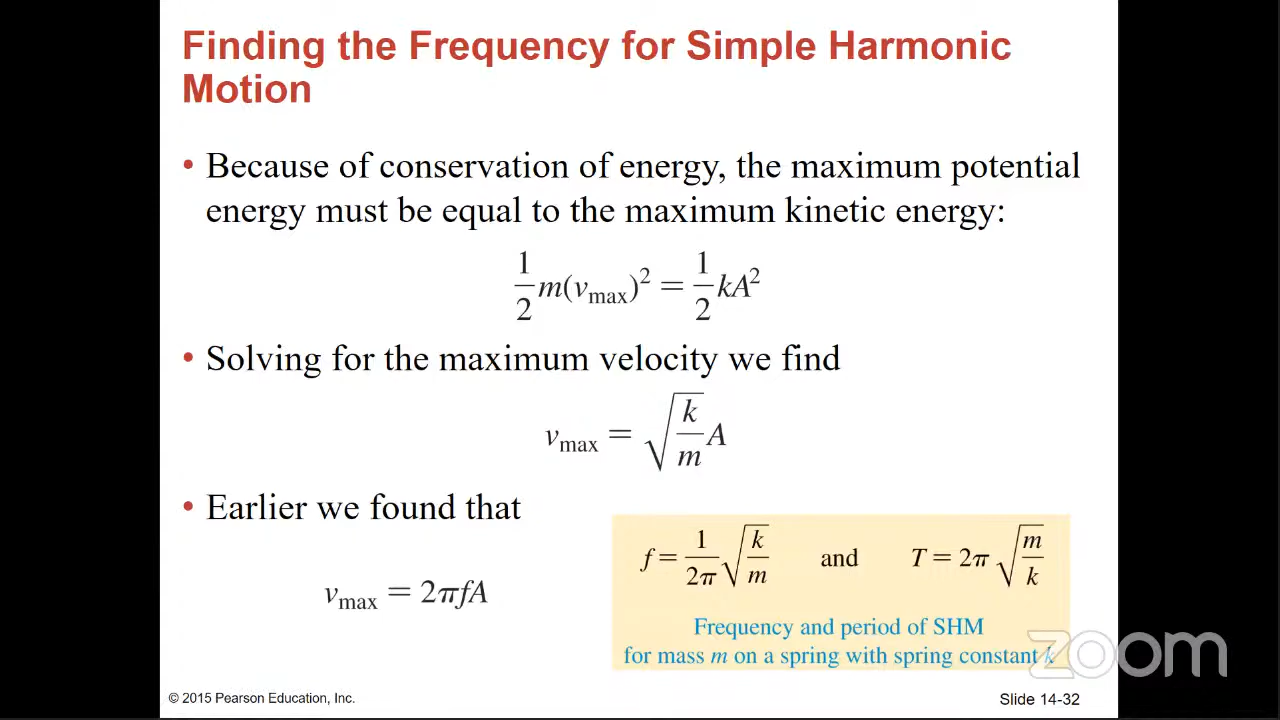 Finding the Frequency for Simple Harmonic
Motion
• Because of conservation of energy, the maximum potential
energy must be equal to the maximum kinetic energy:
1/2 m(v_max)² = 1/2 kA²
• Solving for the maximum velocity we find
v_max = √(k/m) A
• Earlier we found that
v_max = 2πfA
f = 1/2π √(k/m) and T = 2π √(m/k)
Frequency and period of SHM
for mass m on a spring with spring constant k
zoom
© 2015 Pearson Education, Inc.
Slide 14-32